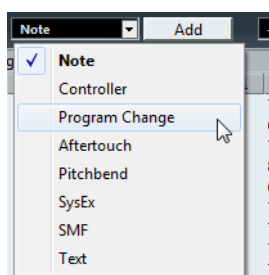 Note Add
Note
Controller
Program Change
Aftertouch
Pitchbend
SysEx
SMF
Text